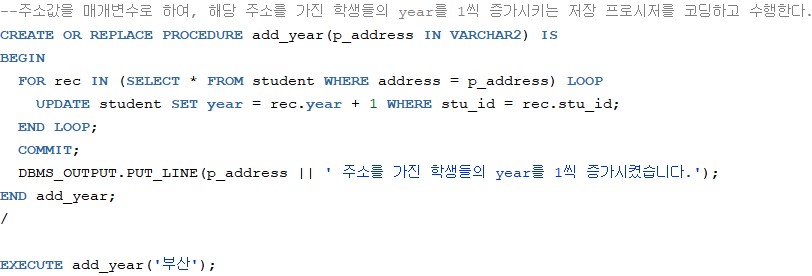 --주소값을 매개변수로 하여, 해당 주소를 가진 학생들의 year를 1씩 증가시키는 저장 프로시저를 코딩하고 수행한다.
CREATE OR REPLACE PROCEDURE add_year(p_address IN VARCHAR2) IS
BEGIN
  FOR rec IN (SELECT * FROM student WHERE address = p_address) LOOP
    UPDATE student SET year = rec.year + 1 WHERE stu_id = rec.stu_id;
  END LOOP;
  COMMIT;
  DBMS_OUTPUT.PUT_LINE(p_address || ' 주소를 가진 학생들의 year를 1씩 증가시켰습니다.');
END add_year;
/
EXECUTE add_year('부산');